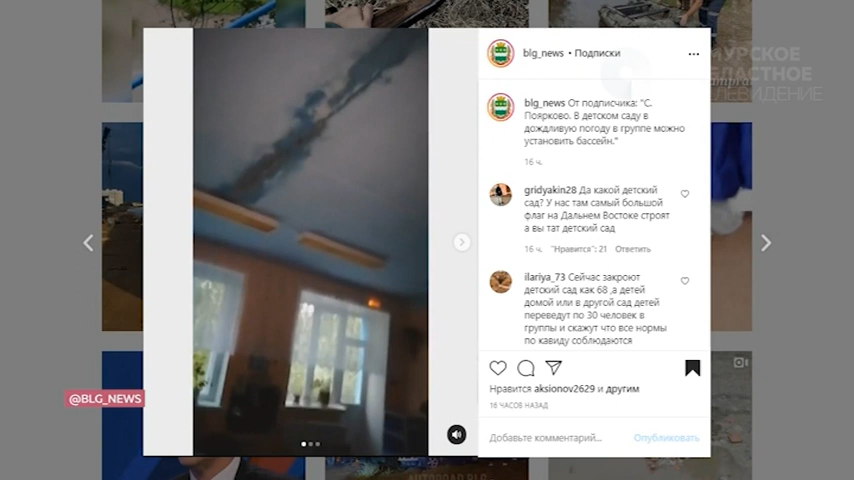 МУРСКОЕ
ОБЛАСТНОЕ
ЛЕВИДЕНИЕ
blg_news • Подписки
blg_news От подписчика: "С.
Поярково. В детском саду в
дождливую погоду в группе можно
установить бассейн."
16 ч.
gridyakin28 Да какой детский
сад? У нас там самый большой
флаг на Дальнем Востоке строят
а вы тат детский сад
16 ч. "Нравится": 21 Ответить
ilariya_73 Сейчас закроют
детский сад как 68 ,а детей
домой или в другой сад детей
переведут по 30 человек в
группы и скажут что все нормы
по кавиду соблюдаются
Нравится aksionov2629 и другим
16 ЧАСОВ НАЗАД
Добавьте комментарий... Опубликовать
@BLG_NEWS